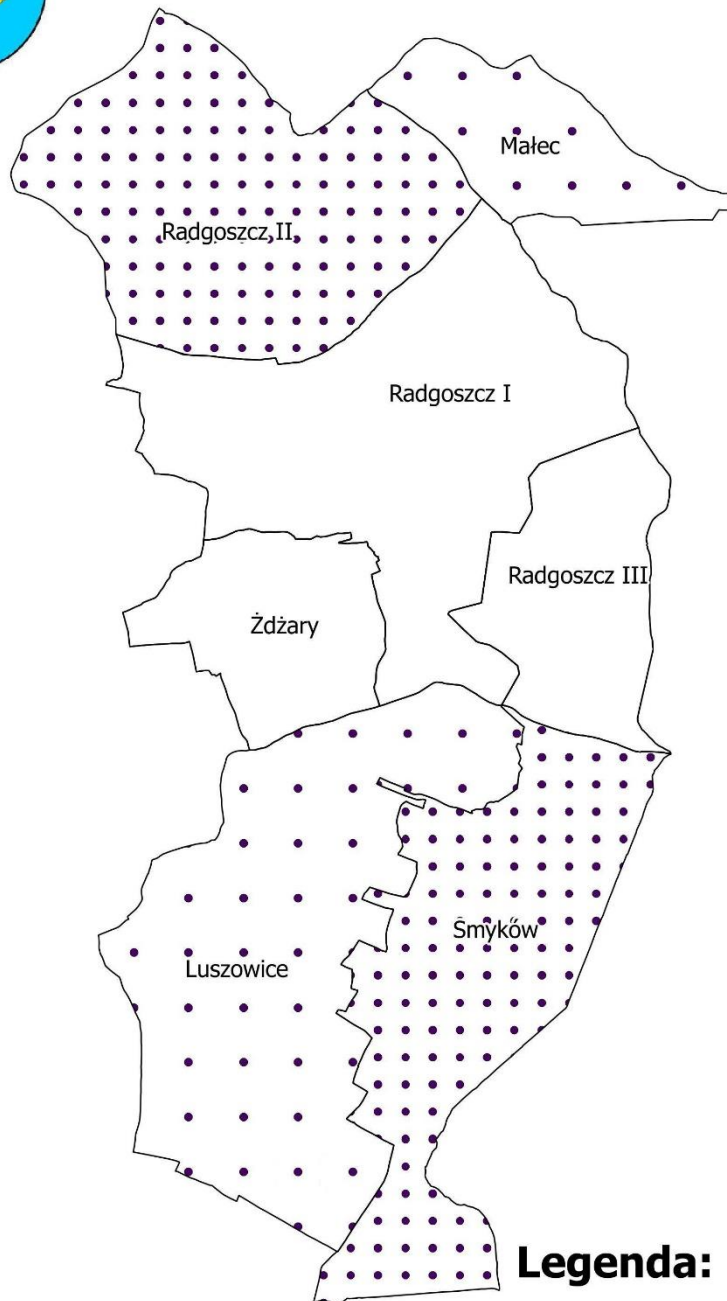 Małec
Radgoszcz II
Radgoszcz I
Radgoszcz III
Żdżary
Smyków
Luszowice
Legenda: